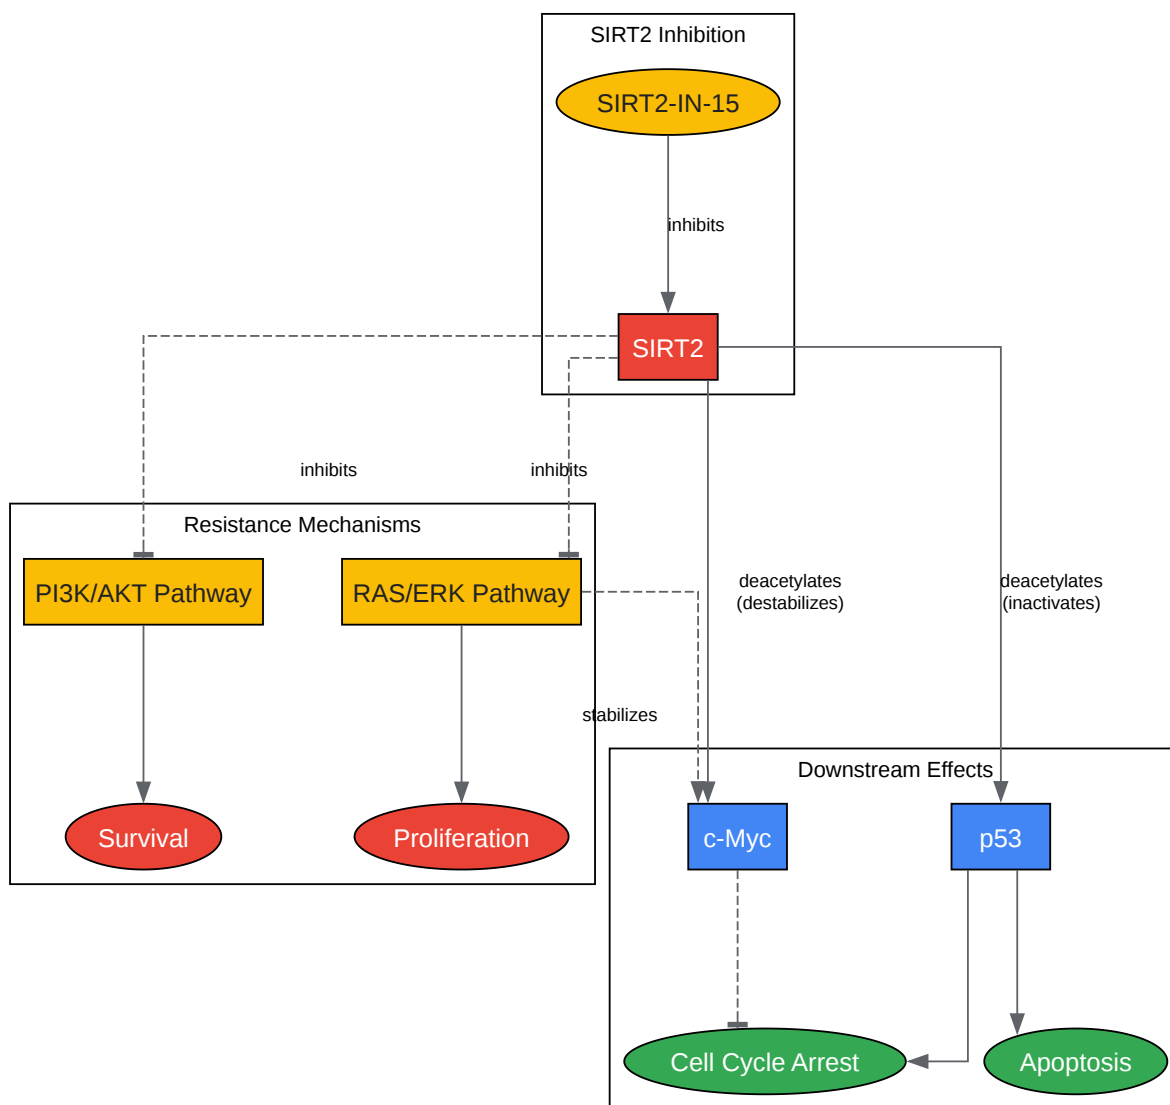 SIRT2 Inhibition
SIRT2-IN-15
inhibits
SIRT2
inhibits
inhibits
Resistance Mechanisms
PI3K/AKT Pathway
RAS/ERK Pathway
deacetylates
(destabilizes)
deacetylates
(inactivates)
stabilizes
Downstream Effects
Survival
Proliferation
c-Myc
p53
Cell Cycle Arrest
Apoptosis